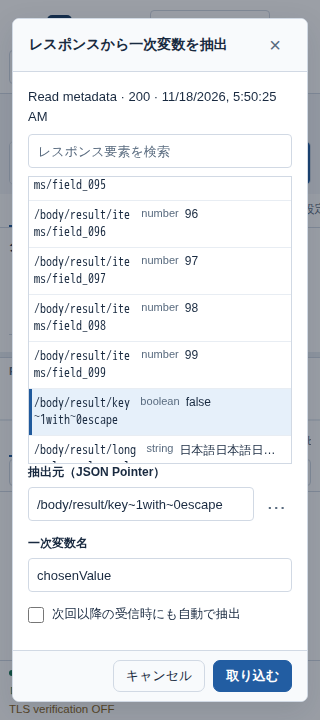 レスポンスから一次変数を抽出 ×
Read metadata · 200 · 11/18/2026, 5:50:25
AM
レスポンス要素を検索
ms/field_095
/body/result/ite number 96
ms/field_096
/body/result/ite number 97
ms/field_097
/body/result/ite number 98
ms/field_098
/body/result/ite number 99
ms/field_099
/body/result/key boolean false
~1with~0escape
/body/result/long string 日本語日本語日…
抽出元（JSON Pointer）
/body/result/key~1with~0escape ...
一次変数名
chosenValue
次回以降の受信時にも自動で抽出
キャンセル 取り込む
TLS verification OFF